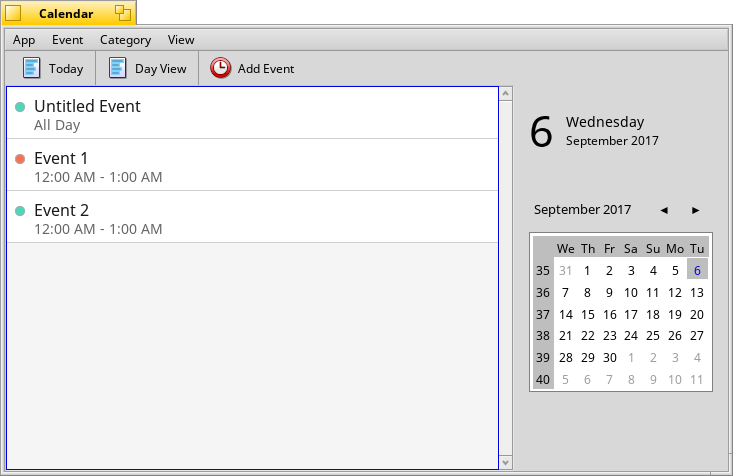 Calendar
App Event Category View
Today Day View Add Event
Untitled Event
All Day
Event 1
12:00 AM - 1:00 AM
Event 2
12:00 AM - 1:00 AM
6 Wednesday
September 2017
September 2017 ◄ ►
We Th Fr Sa Su Mo Tu
35 31 1 2 3 4 5 6
36 7 8 9 10 11 12 13
37 14 15 16 17 18 19 20
38 21 22 23 24 25 26 27
39 28 29 30 1 2 3 4
40 5 6 7 8 9 10 11